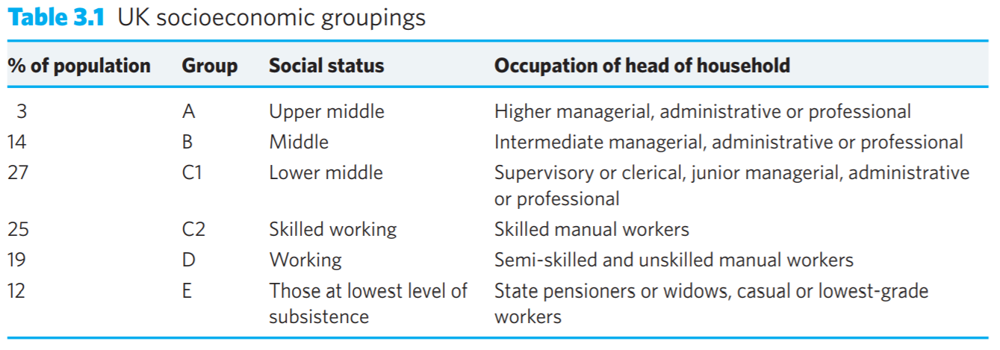 Table 3.1 UK socioeconomic groupings
% of population Group Social status Occupation of head of household
3 A Upper middle Higher managerial, administrative or professional
14 B Middle Intermediate managerial, administrative or professional
27 C1 Lower middle Supervisory or clerical, junior managerial, administrative
or professional
25 C2 Skilled working Skilled manual workers
19 D Working Semi-skilled and unskilled manual workers
12 E Those at lowest level of State pensioners or widows, casual or lowest-grade
subsistence workers